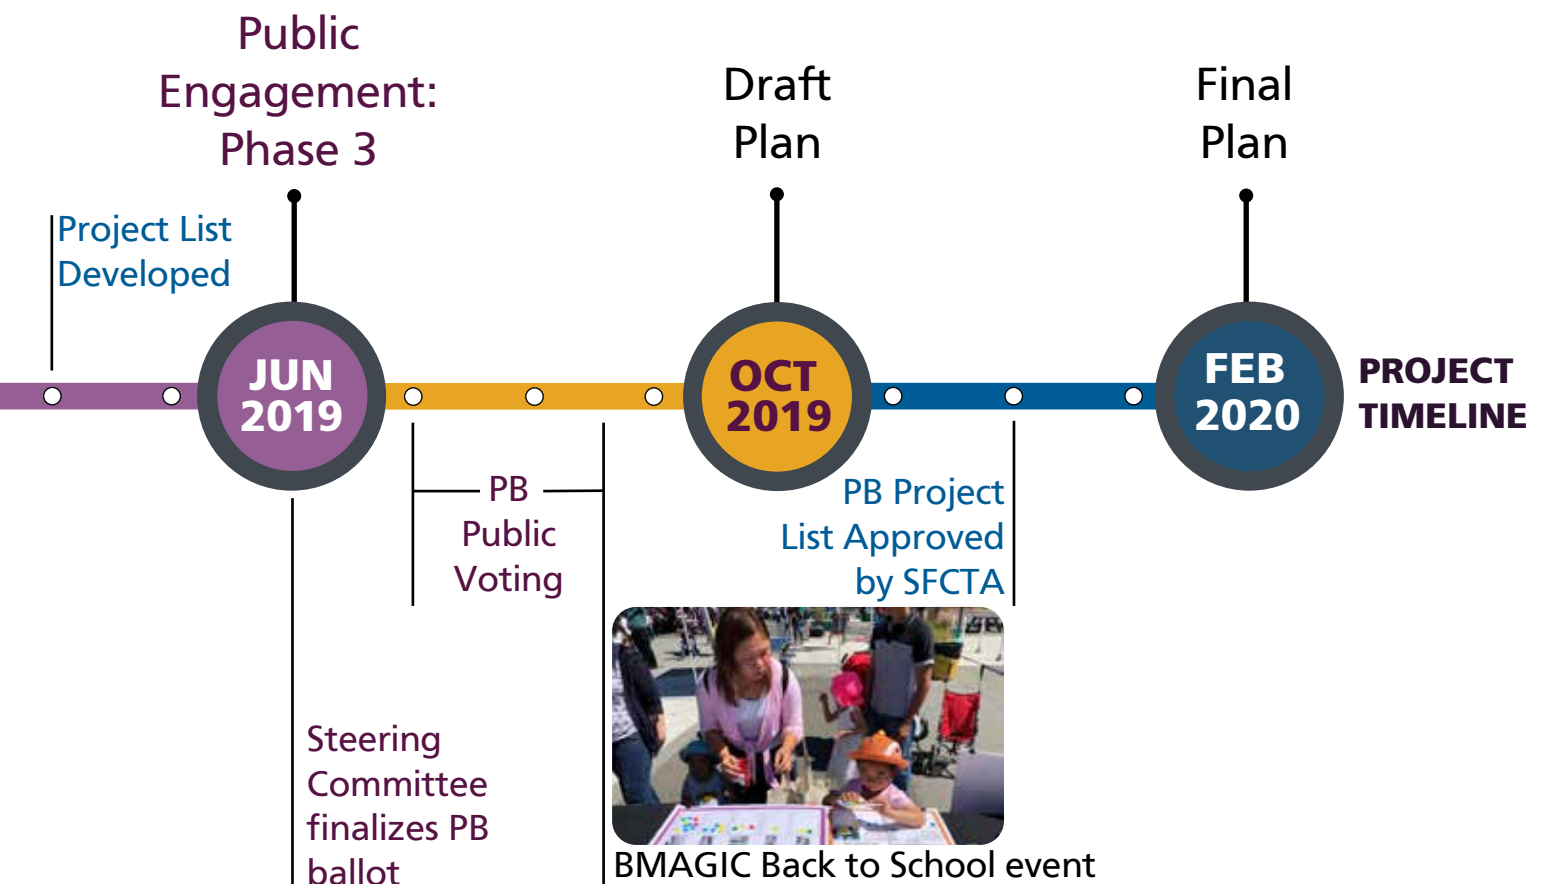 Public
Engagement:
Phase 3
Draft
Plan
Final
Plan
Project List
Developed
JUN
2019
OCT
2019
FEB
2020
PROJECT
TIMELINE
PB
Public
Voting
PB Project
List Approved
by SFCTA
Steering
Committee
finalizes PB
ballot
BMAGIC Back to School event